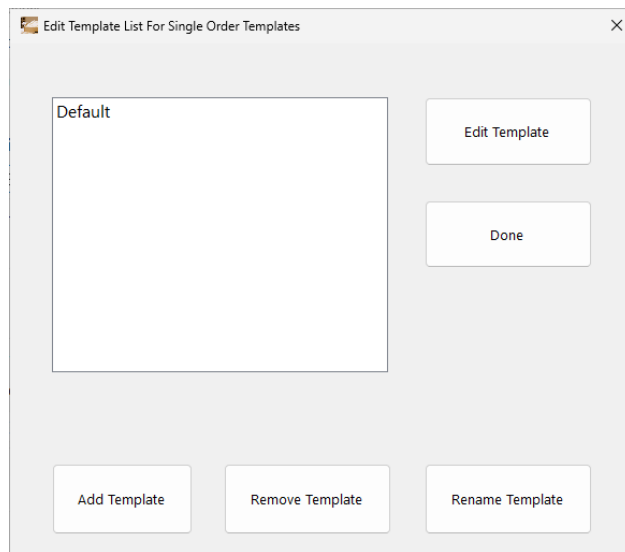 Edit Template List For Single Order Templates
Default
Edit Template
Done
Add Template
Remove Template
Rename Template